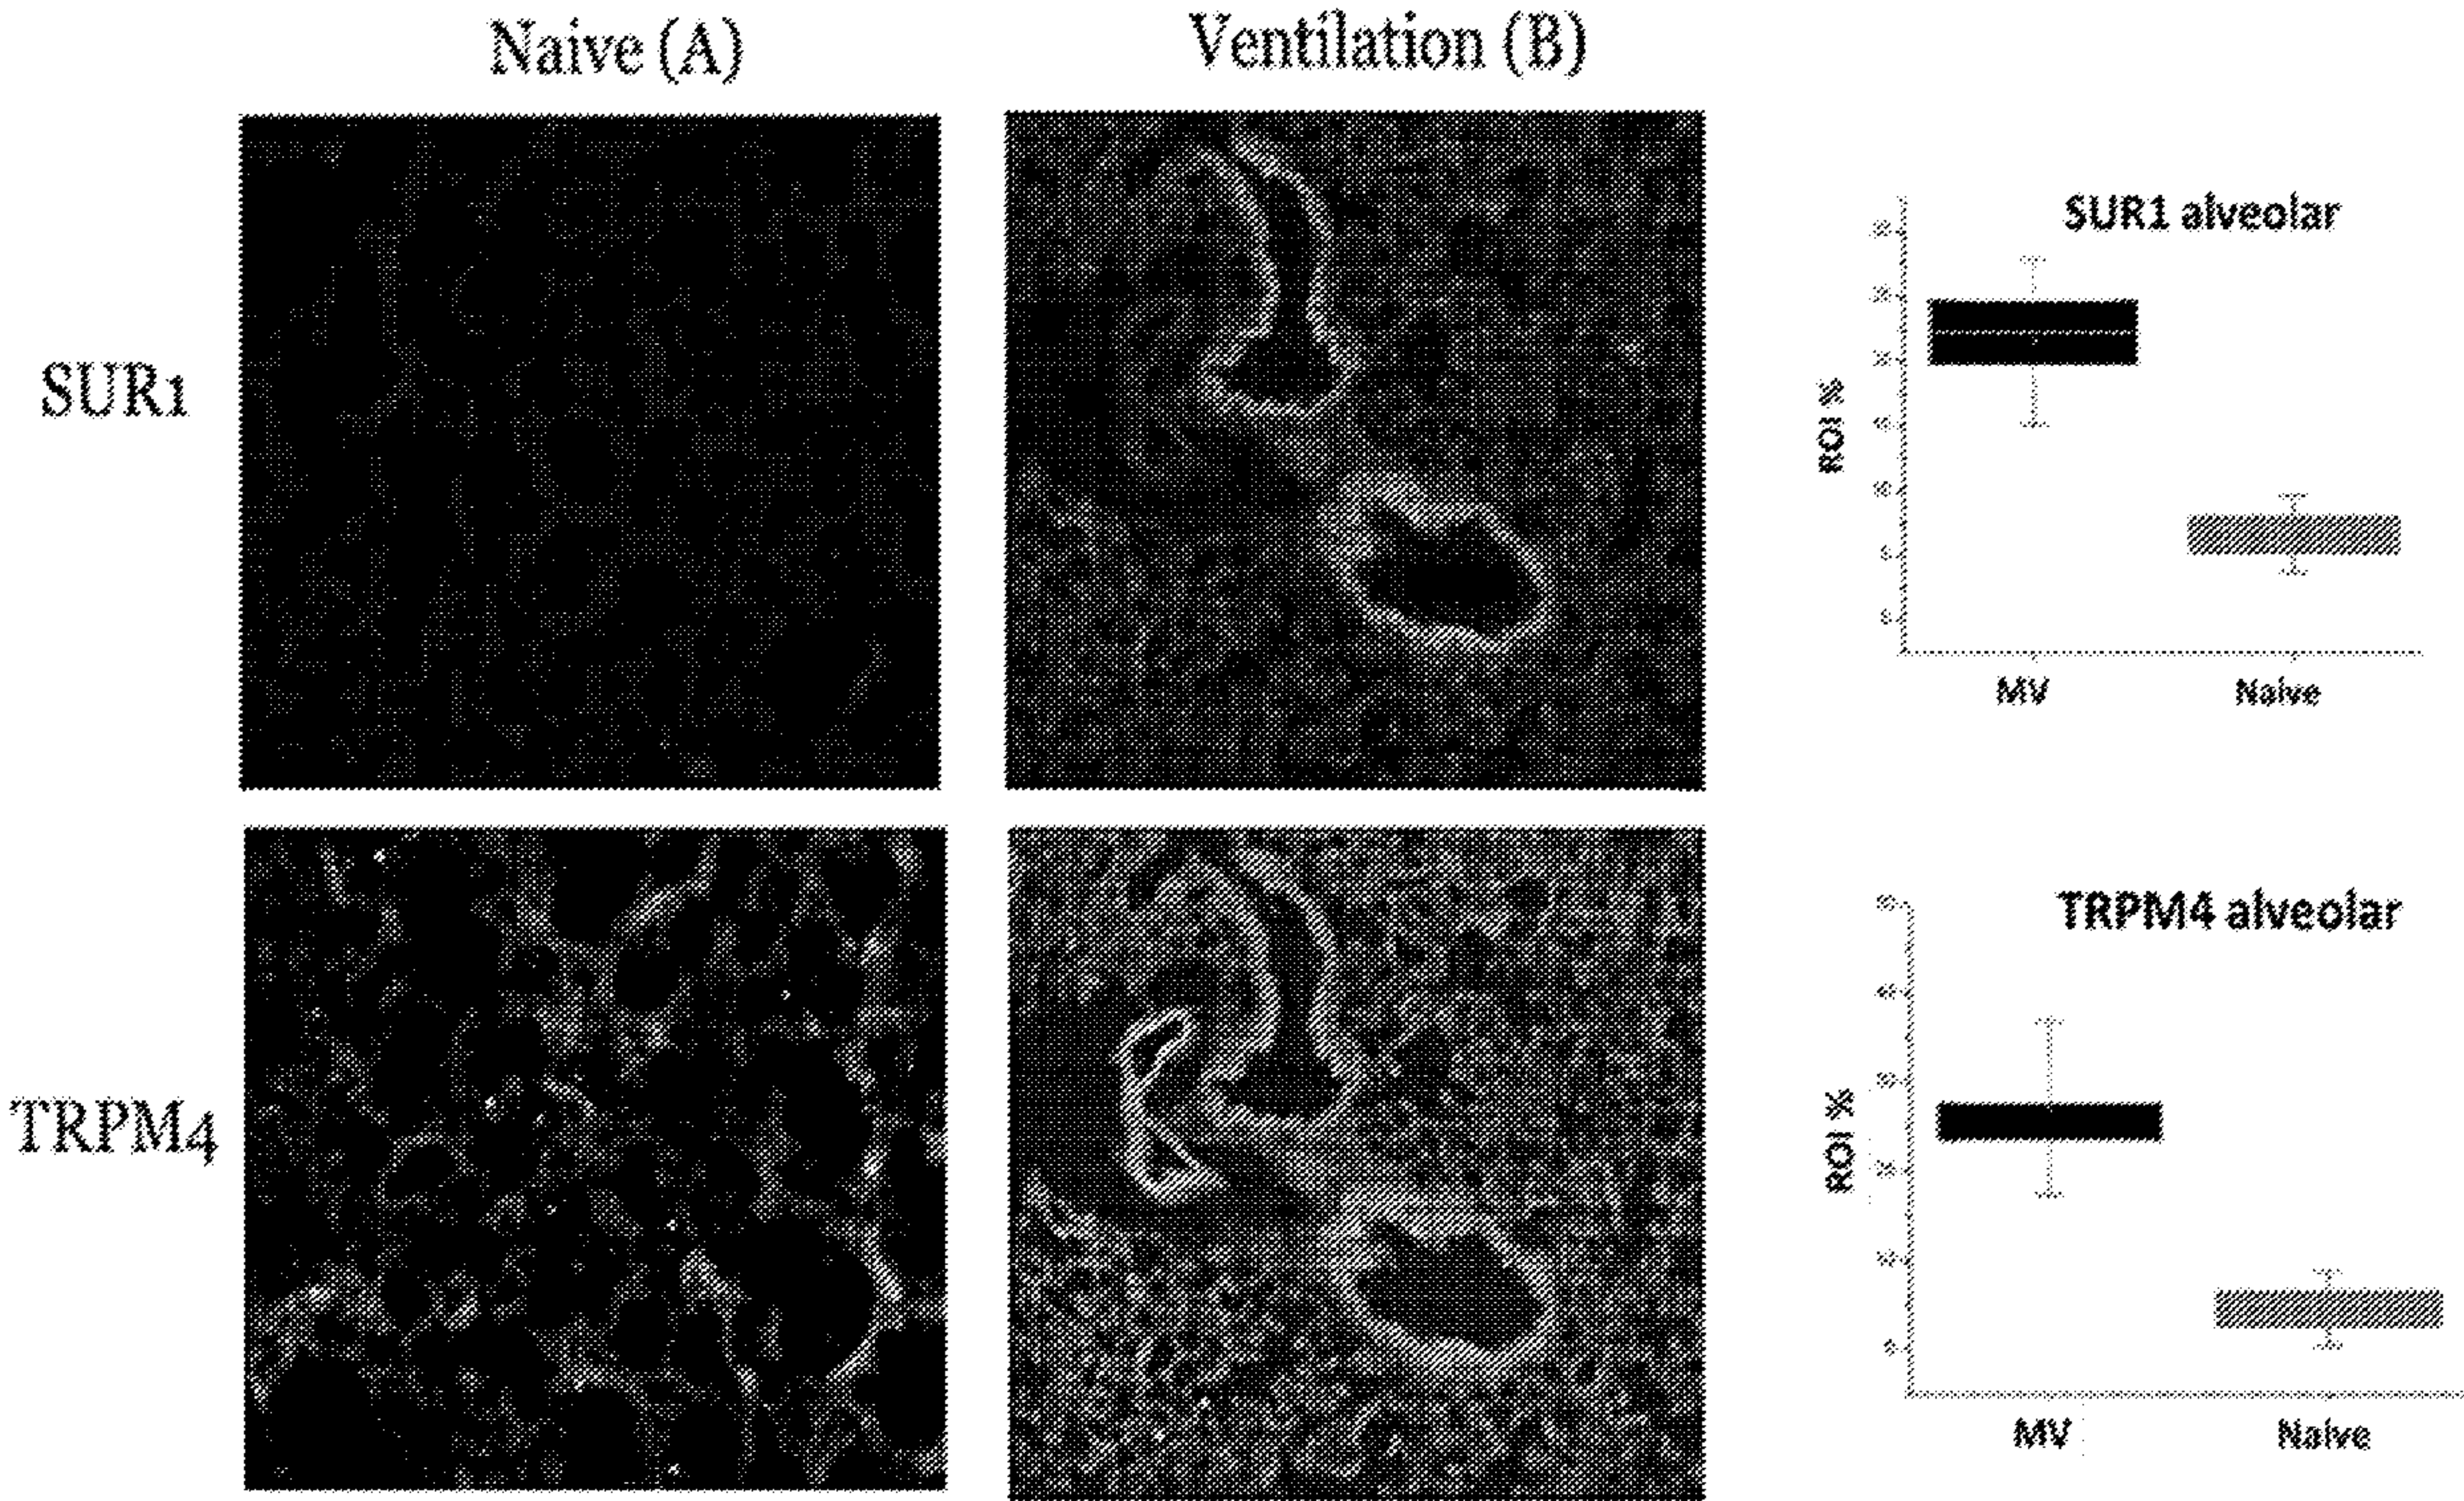 Naive (A)
Ventilation (B)
SUR1
SUR1 alveolar
ROI %
MV
Naive
TRPM4
TRPM4 alveolar
ROI %
MV
Naive